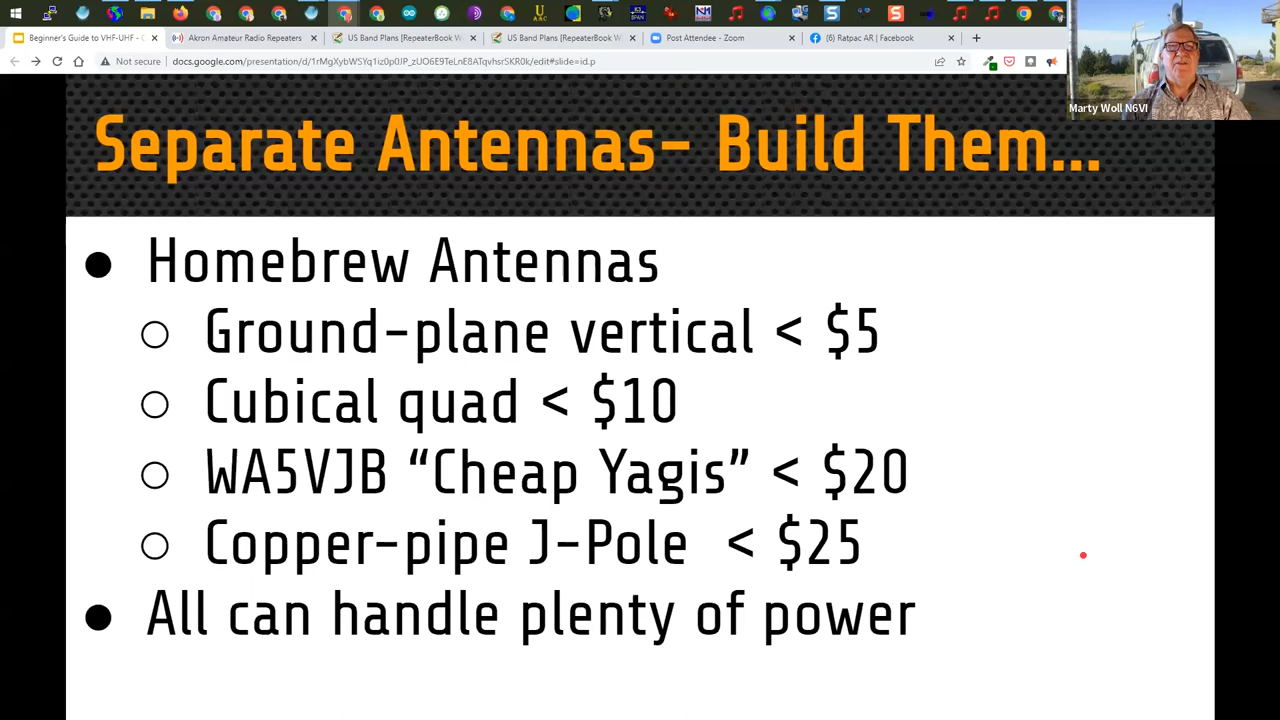 Beginner's Guide to VHF-UHF - C
Akron Amateur Radio Repeaters
US Band Plans [RepeaterBook W
US Band Plans [RepeaterBook W
Post Attendee - Zoom
(6) Ratpac AR | Facebook
Not secure
Marty Woll N6VI
Separate Antennas- Build Them...
● Homebrew Antennas
○ Ground-plane vertical < $5
○ Cubical quad < $10
○ WA5VJB “Cheap Yagis” < $20
○ Copper-pipe J-Pole < $25
● All can handle plenty of power